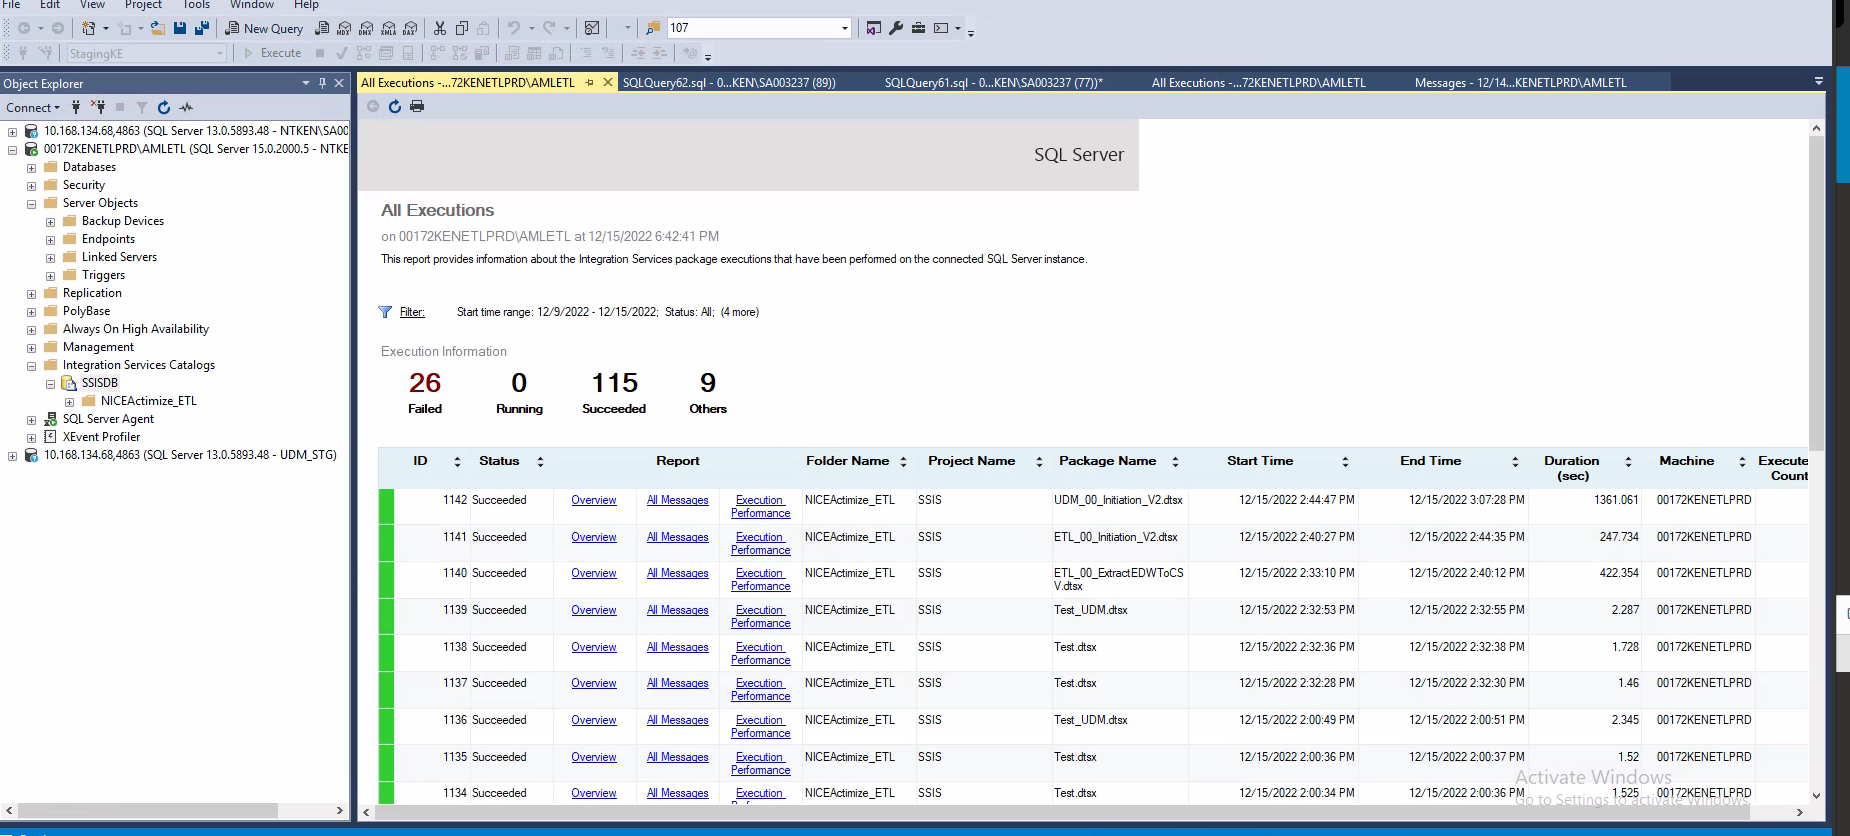 File Edit View Project Tools Window Help
New Query MDX DMX XMLA DAX 107
StagingKE Execute
Object Explorer
Connect
10.168.134.68,4863 (SQL Server 13.0.5893.48 - NTKEN\SA00
00172KENETLPRD\AMLETL (SQL Server 15.0.2000.5 - NTKE
Databases
Security
Server Objects
Backup Devices
Endpoints
Linked Servers
Triggers
Replication
PolyBase
Always On High Availability
Management
Integration Services Catalogs
SSISDB
NICEActimize_ETL
SQL Server Agent
XEvent Profiler
10.168.134.68,4863 (SQL Server 13.0.5893.48 - UDM_STG)
All Executions -...72KENETLPRD\AMLETL SQLQuery62.sql - 0...KEN\SA003237 (89)) SQLQuery61.sql - 0...KEN\SA003237 (77))* All Executions -...72KENETLPRD\AMLETL Messages - 12/14...KENETLPRD\AMLETL
SQL Server
All Executions
on 00172KENETLPRD\AMLETL at 12/15/2022 6:42:41 PM
This report provides information about the Integration Services package executions that have been performed on the connected SQL Server instance.
Filter: Start time range: 12/9/2022 - 12/15/2022; Status: All; (4 more)
Execution Information
26 0 115 9
Failed Running Succeeded Others
ID Status Report Folder Name Project Name Package Name Start Time End Time Duration (sec) Machine Execute Count
1142 Succeeded Overview All Messages Execution Performance NICEActimize_ETL SSIS UDM_00_Initiation_V2.dtsx 12/15/2022 2:44:47 PM 12/15/2022 3:07:28 PM 1361.061 00172KENETLPRD
1141 Succeeded Overview All Messages Execution Performance NICEActimize_ETL SSIS ETL_00_Initiation_V2.dtsx 12/15/2022 2:40:27 PM 12/15/2022 2:44:35 PM 247.734 00172KENETLPRD
1140 Succeeded Overview All Messages Execution Performance NICEActimize_ETL SSIS ETL_00_ExtractEDWToCSV.dtsx 12/15/2022 2:33:10 PM 12/15/2022 2:40:12 PM 422.354 00172KENETLPRD
1139 Succeeded Overview All Messages Execution Performance NICEActimize_ETL SSIS Test_UDM.dtsx 12/15/2022 2:32:53 PM 12/15/2022 2:32:55 PM 2.287 00172KENETLPRD
1138 Succeeded Overview All Messages Execution Performance NICEActimize_ETL SSIS Test.dtsx 12/15/2022 2:32:36 PM 12/15/2022 2:32:38 PM 1.728 00172KENETLPRD
1137 Succeeded Overview All Messages Execution Performance NICEActimize_ETL SSIS Test.dtsx 12/15/2022 2:32:28 PM 12/15/2022 2:32:30 PM 1.46 00172KENETLPRD
1136 Succeeded Overview All Messages Execution Performance NICEActimize_ETL SSIS Test_UDM.dtsx 12/15/2022 2:00:49 PM 12/15/2022 2:00:51 PM 2.345 00172KENETLPRD
1135 Succeeded Overview All Messages Execution Performance NICEActimize_ETL SSIS Test.dtsx 12/15/2022 2:00:36 PM 12/15/2022 2:00:37 PM 1.52 00172KENETLPRD
1134 Succeeded Overview All Messages Execution NICEActimize_ETL SSIS Test.dtsx 12/15/2022 2:00:34 PM 12/15/2022 2:00:36 PM 1.525 00172KENETLPRD
Activate Windows
Go to Settings to activate Windows.